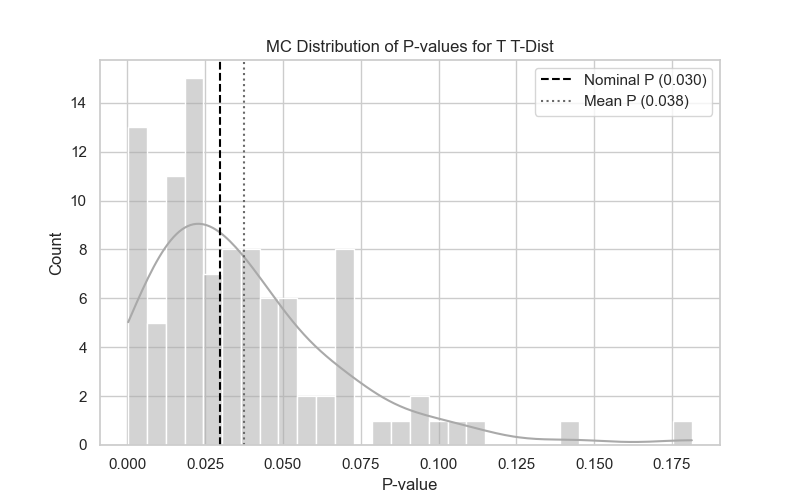 MC Distribution of P-values for T T-Dist
Nominal P (0.030)
Mean P (0.038)
Count
14
12
10
8
6
4
2
0
0.000 0.025 0.050 0.075 0.100 0.125 0.150 0.175
P-value